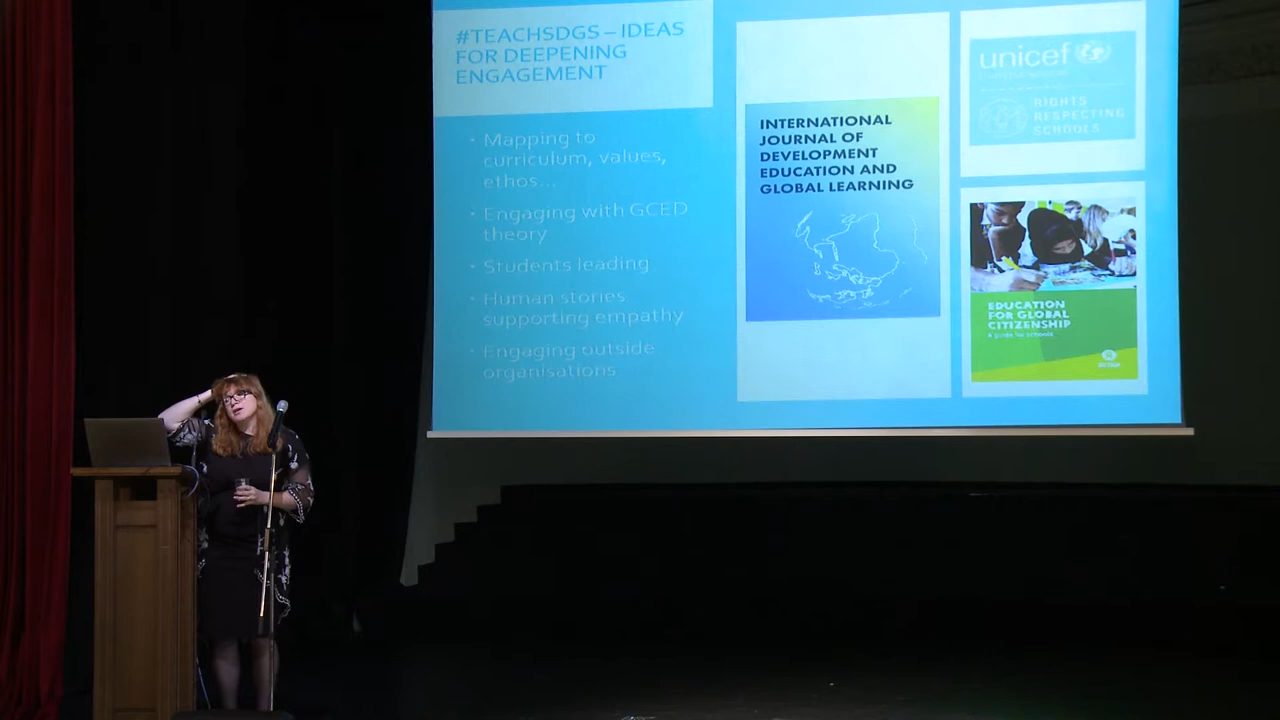 #TEACHSDGS – IDEAS
FOR DEEPENING
ENGAGEMENT
• Mapping to
curriculum, values,
ethos...
• Engaging with GCED
theory
• Students leading
• Human stories
supporting empathy
• Engaging outside
organisations
INTERNATIONAL
JOURNAL OF
DEVELOPMENT
EDUCATION AND
GLOBAL LEARNING
unicef
RIGHTS
RESPECTING
SCHOOLS
EDUCATION
FOR GLOBAL
CITIZENSHIP
A guide for schools